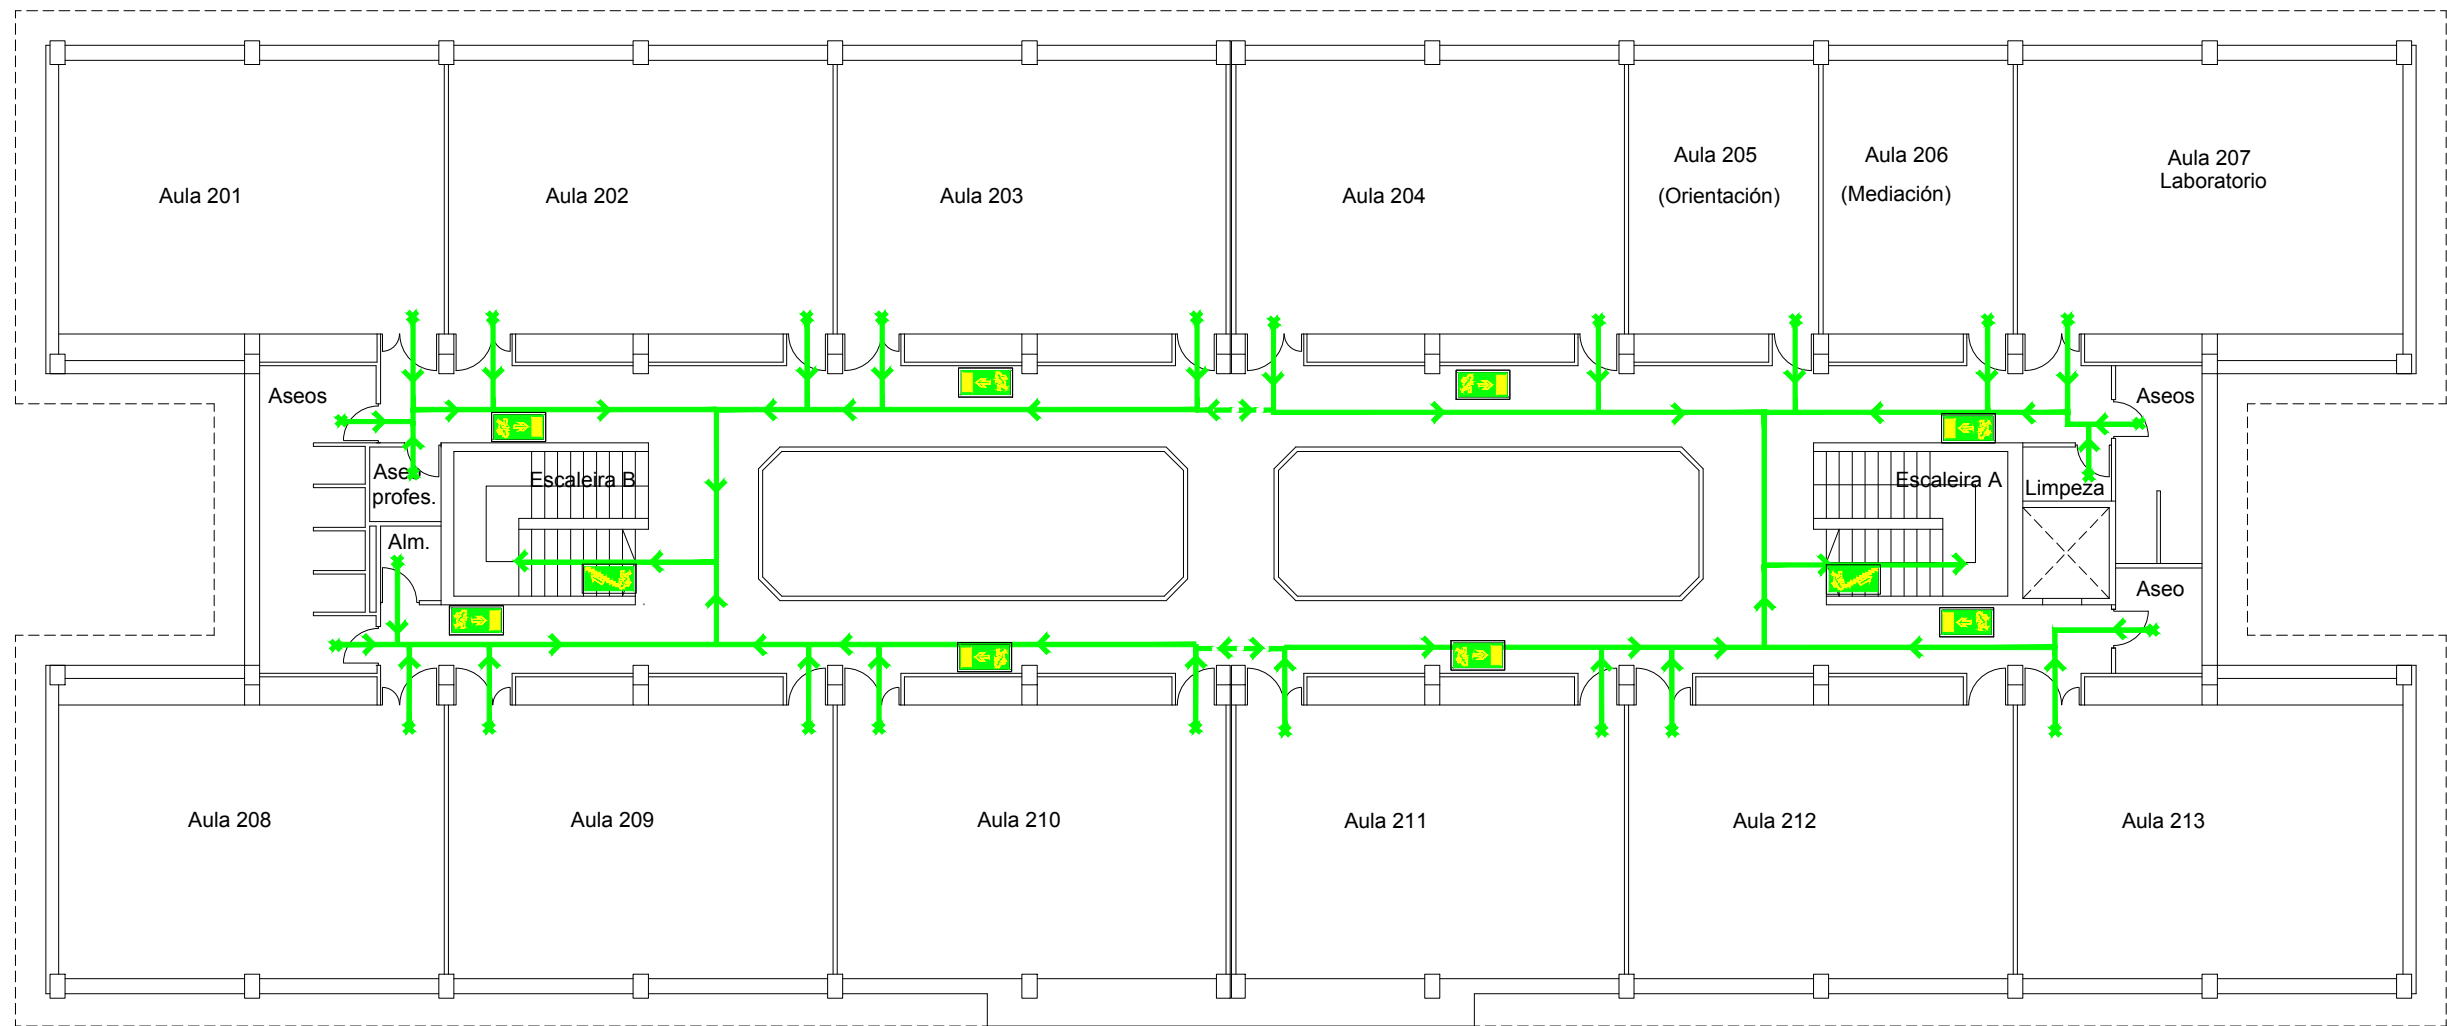 Aula 201
Aula 202
Aula 203
Aula 204
Aula 205
(Orientación)
Aula 206
(Mediación)
Aula 207
Laboratorio
Aseos
Aseo
profes.
Alm.
Escaleira B
Escaleira A
Limpeza
Aseos
Aseo
Aula 208
Aula 209
Aula 210
Aula 211
Aula 212
Aula 213